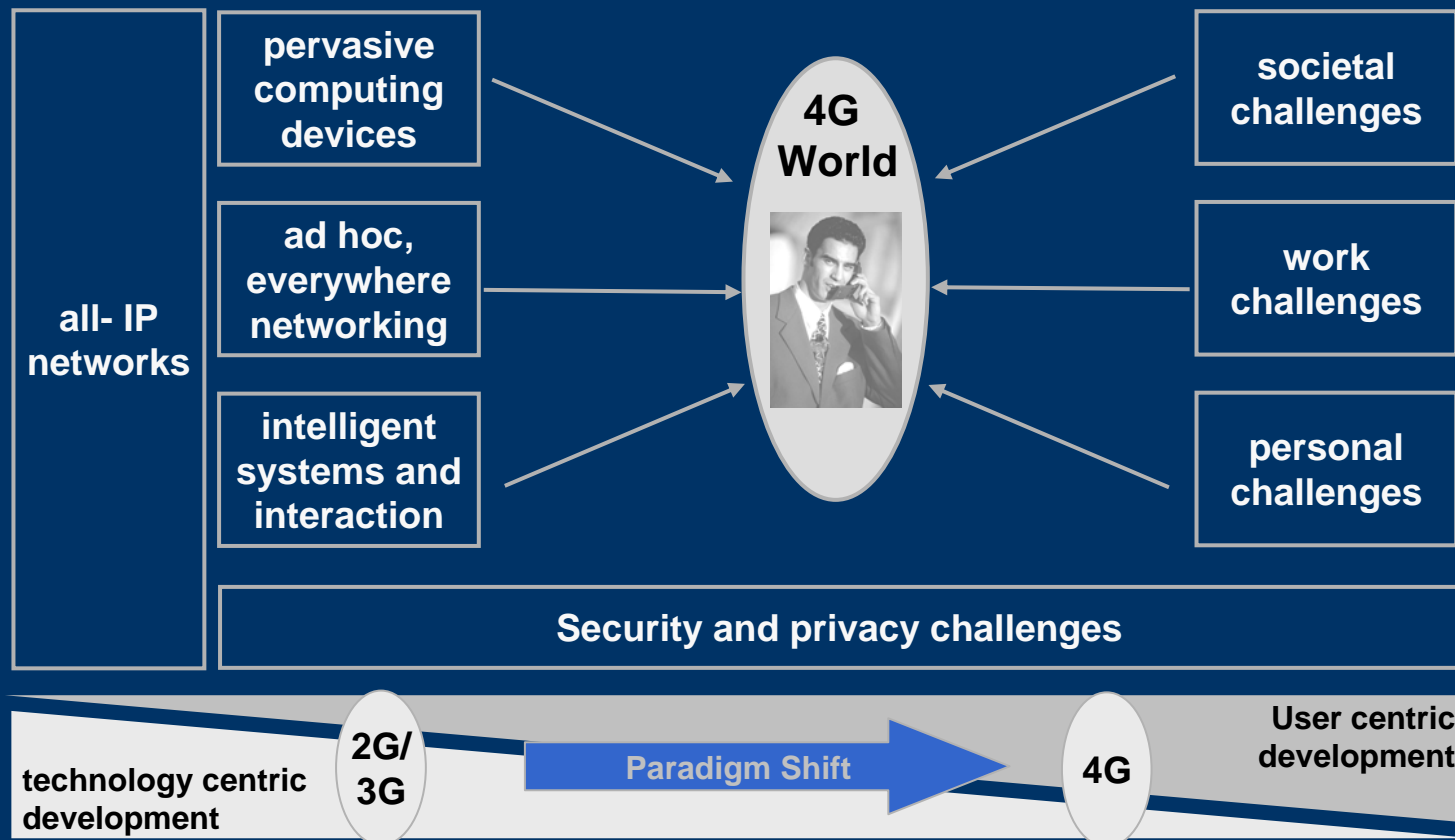 all- IP
networks
pervasive
computing
devices
ad hoc,
everywhere
networking
intelligent
systems and
interaction
4G
World
societal
challenges
work
challenges
personal
challenges
Security and privacy challenges
technology centric
development
2G/
3G
Paradigm Shift
4G
User centric
development